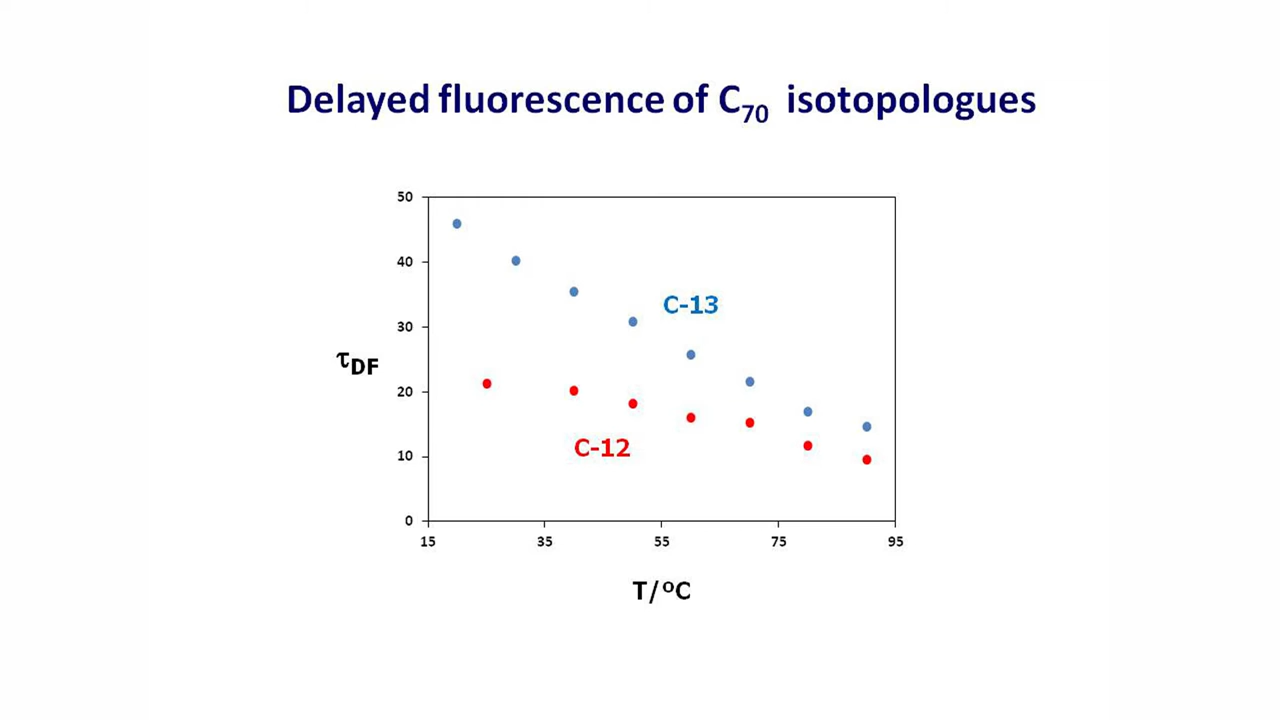 Delayed fluorescence of C₇₀ isotopologues
50
40
30
20
10
0
τDF
C-13
C-12
15 35 55 75 95
T/°C